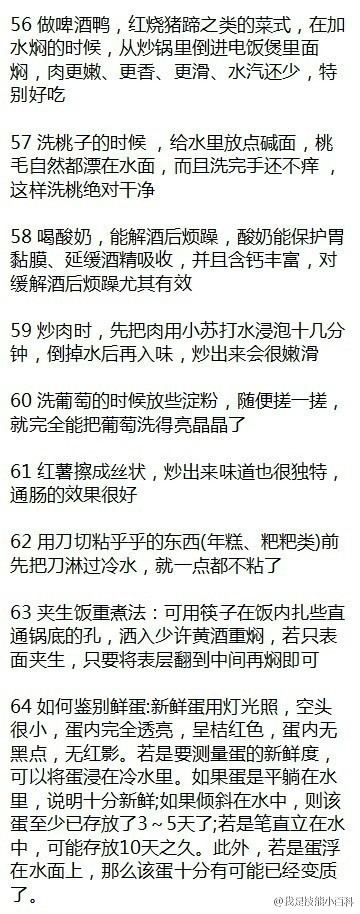 56 做啤酒鸭，红烧猪蹄之类的菜式，在加
水焖的时候，从炒锅里倒进电饭煲里面
焖，肉更嫩、更香、更滑、水汽还少，特
别好吃
57 洗桃子的时候 ，给水里放点碱面，桃
毛自然都漂在水面，而且洗完手还不痒 ，
这样洗桃绝对干净
58 喝酸奶，能解酒后烦躁，酸奶能保护胃
黏膜、延缓酒精吸收，并且含钙丰富，对
缓解酒后烦躁尤其有效
59 炒肉时，先把肉用小苏打水浸泡十几分
钟，倒掉水后再入味，炒出来会很嫩滑
60 洗葡萄的时候放些淀粉，随便搓一搓，
就完全能把葡萄洗得亮晶晶了
61 红薯擦成丝状，炒出来味道也很独特，
通肠的效果很好
62 用刀切粘乎乎的东西(年糕、粑粑类)前
先把刀淋过冷水，就一点都不粘了
63 夹生饭重煮法：可用筷子在饭内扎些直
通锅底的孔，洒入少许黄酒重焖，若只表
面夹生，只要将表层翻到中间再焖即可
64 如何鉴别鲜蛋:新鲜蛋用灯光照，空头
很小，蛋内完全透亮，呈桔红色，蛋内无
黑点，无红影。若是要测量蛋的新鲜度，
可以将蛋浸在冷水里。如果蛋是平躺在水
里，说明十分新鲜;如果倾斜在水中，则该
蛋至少已存放了3～5天了;若是笔直立在水
中，可能存放10天之久。此外，若是蛋浮
在水面上，那么该蛋十分有可能已经变质
了。
@我是技能小百科